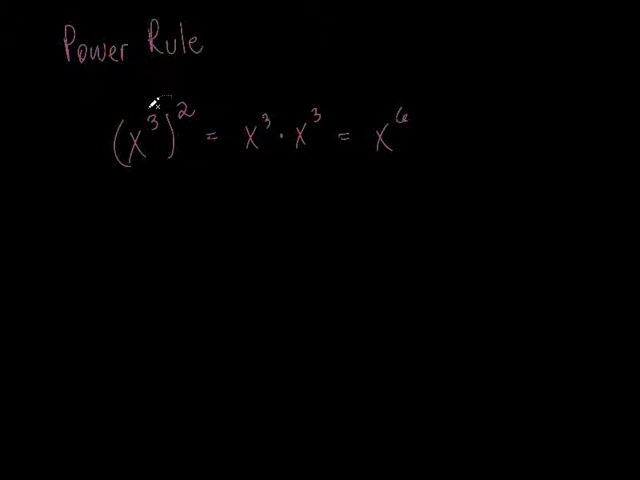 Power Rule
(x³)² = x³ · x³ = x⁶